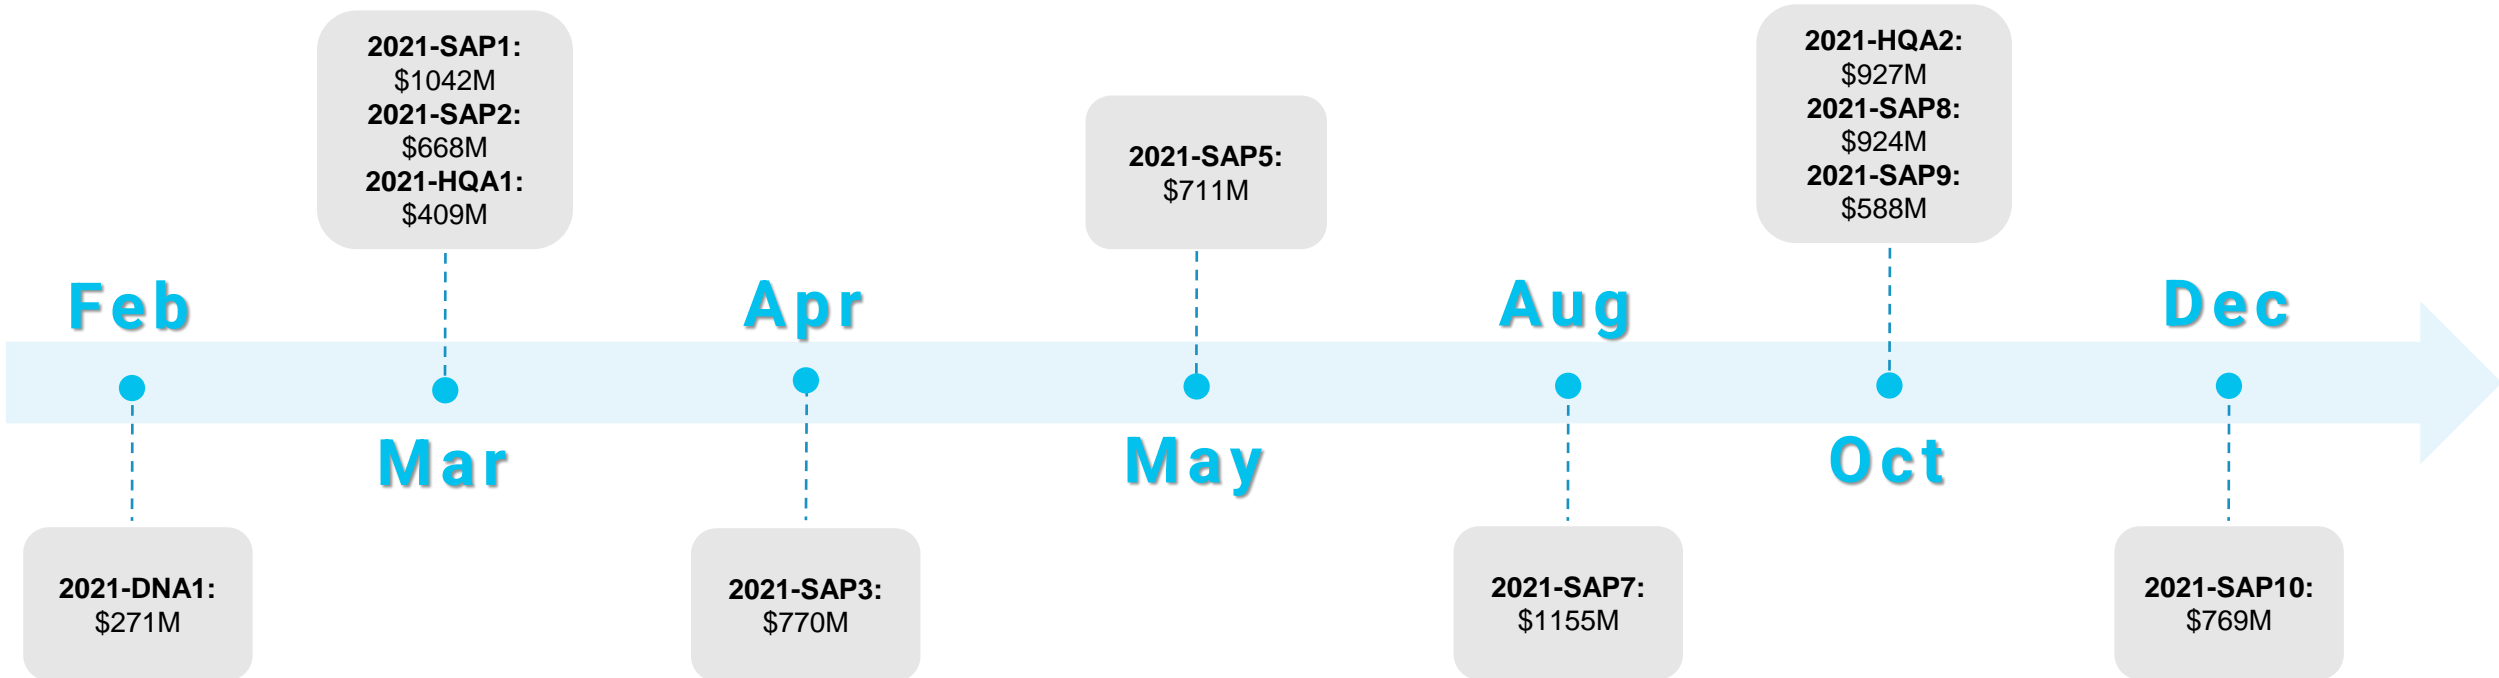 2021-SAP1:
$1042M
2021-SAP2:
$668M
2021-HQA1:
$409M
2021-SAP5:
$711M
2021-HQA2:
$927M
2021-SAP8:
$924M
2021-SAP9:
$588M
Feb
Apr
Aug
Dec
Mar
May
Oct
2021-DNA1:
$271M
2021-SAP3:
$770M
2021-SAP7:
$1155M
2021-SAP10:
$769M